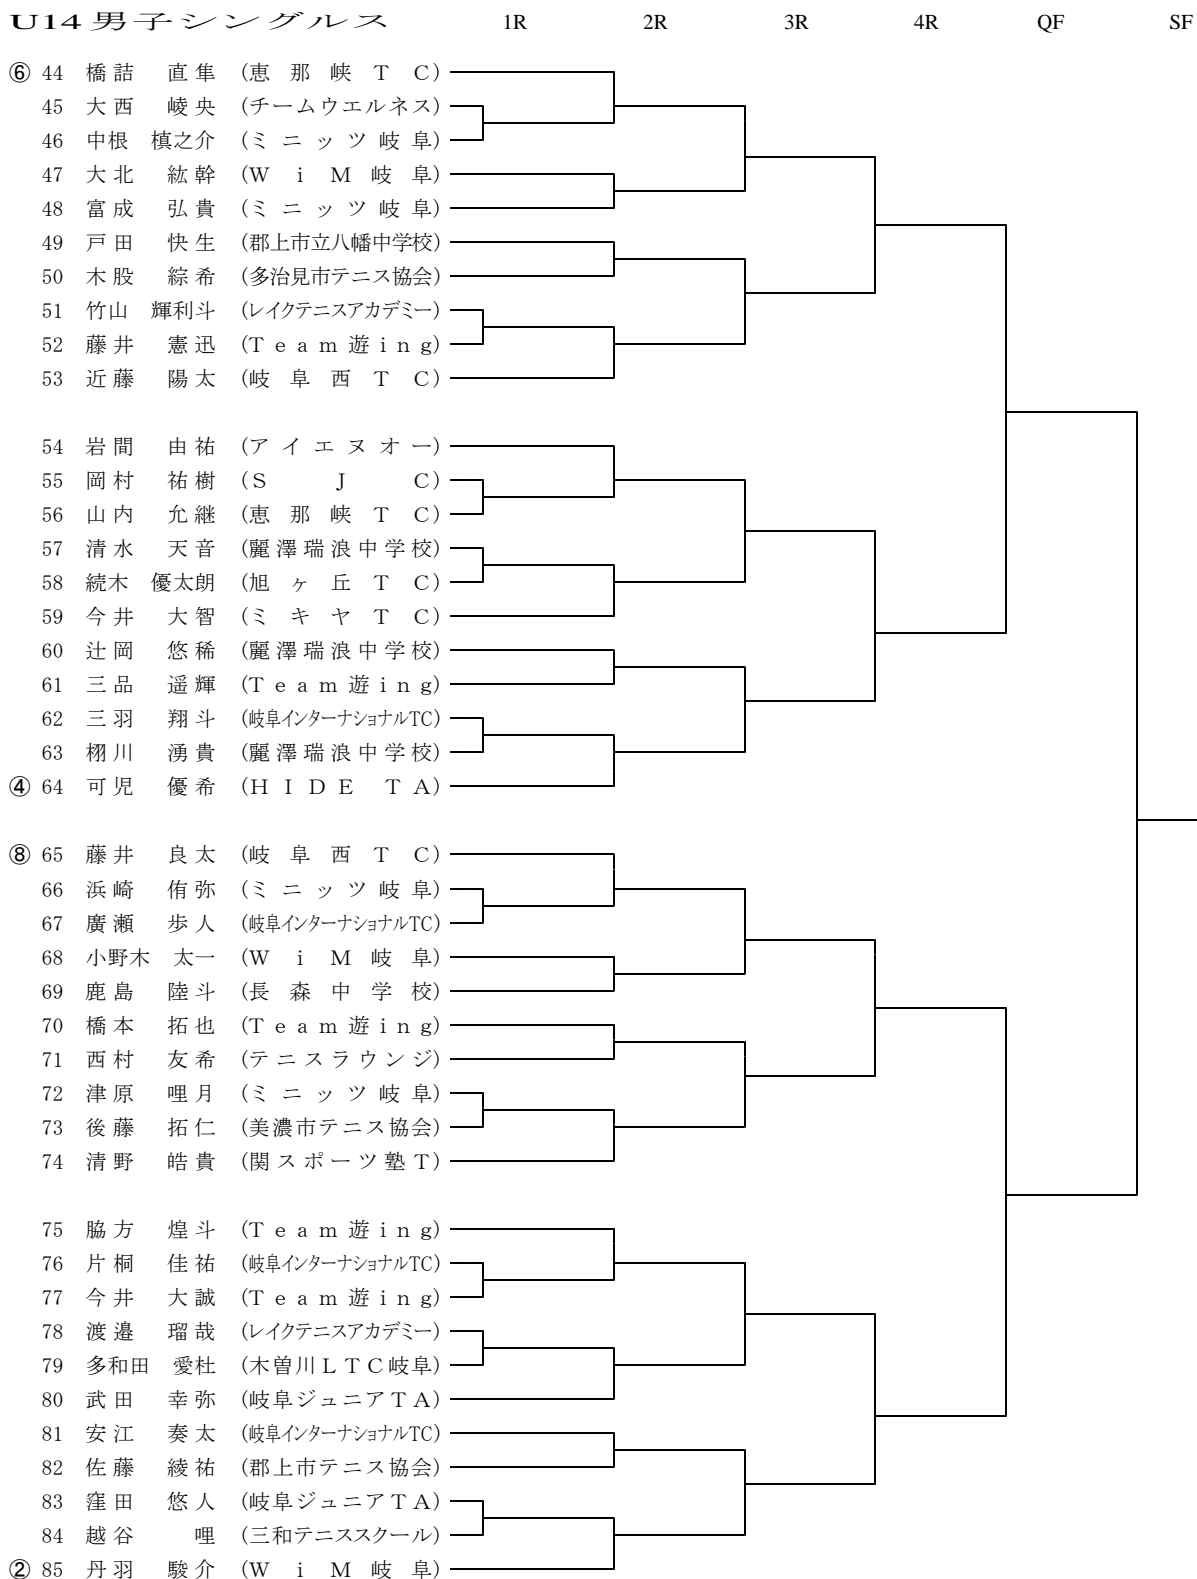 U14男子シングルス 1R 2R 3R 4R QF SF
⑥ 44 橋詰 直隼 (恵那峡TC)
45 大西 崚央 (チームウエルネス)
46 中根 槙之介 (ミニッツ岐阜)
47 大北 紘幹 (WiM岐阜)
48 富成 弘貴 (ミニッツ岐阜)
49 戸田 快生 (郡上市立八幡中学校)
50 木股 綜希 (多治見市テニス協会)
51 竹山 輝利斗 (レイクテニスアカデミー)
52 藤井 憲迅 (Team遊ing)
53 近藤 陽太 (岐阜西TC)
54 岩間 由祐 (アイエヌオー)
55 岡村 祐樹 (SJC)
56 山内 允継 (恵那峡TC)
57 清水 天音 (麗澤瑞浪中学校)
58 続木 優太朗 (旭ヶ丘TC)
59 今井 大智 (ミキヤTC)
60 辻岡 悠稀 (麗澤瑞浪中学校)
61 三品 遥輝 (Team遊ing)
62 三羽 翔斗 (岐阜インターナショナルTC)
63 栩川 湧貴 (麗澤瑞浪中学校)
④ 64 可児 優希 (HIDE TA)
⑧ 65 藤井 良太 (岐阜西TC)
66 浜崎 侑弥 (ミニッツ岐阜)
67 廣瀬 歩人 (岐阜インターナショナルTC)
68 小野木 太一 (WiM岐阜)
69 鹿島 陸斗 (長森中学校)
70 橋本 拓也 (Team遊ing)
71 西村 友希 (テニスラウンジ)
72 津原 哩月 (ミニッツ岐阜)
73 後藤 拓仁 (美濃市テニス協会)
74 清野 皓貴 (関スポーツ塾T)
75 脇方 煌斗 (Team遊ing)
76 片桐 佳祐 (岐阜インターナショナルTC)
77 今井 大誠 (Team遊ing)
78 渡邉 瑠哉 (レイクテニスアカデミー)
79 多和田 愛杜 (木曽川LTC岐阜)
80 武田 幸弥 (岐阜ジュニアTA)
81 安江 奏太 (岐阜インターナショナルTC)
82 佐藤 綾祐 (郡上市テニス協会)
83 窪田 悠人 (岐阜ジュニアTA)
84 越谷 哩 (三和テニススクール)
② 85 丹羽 駿介 (WiM岐阜)